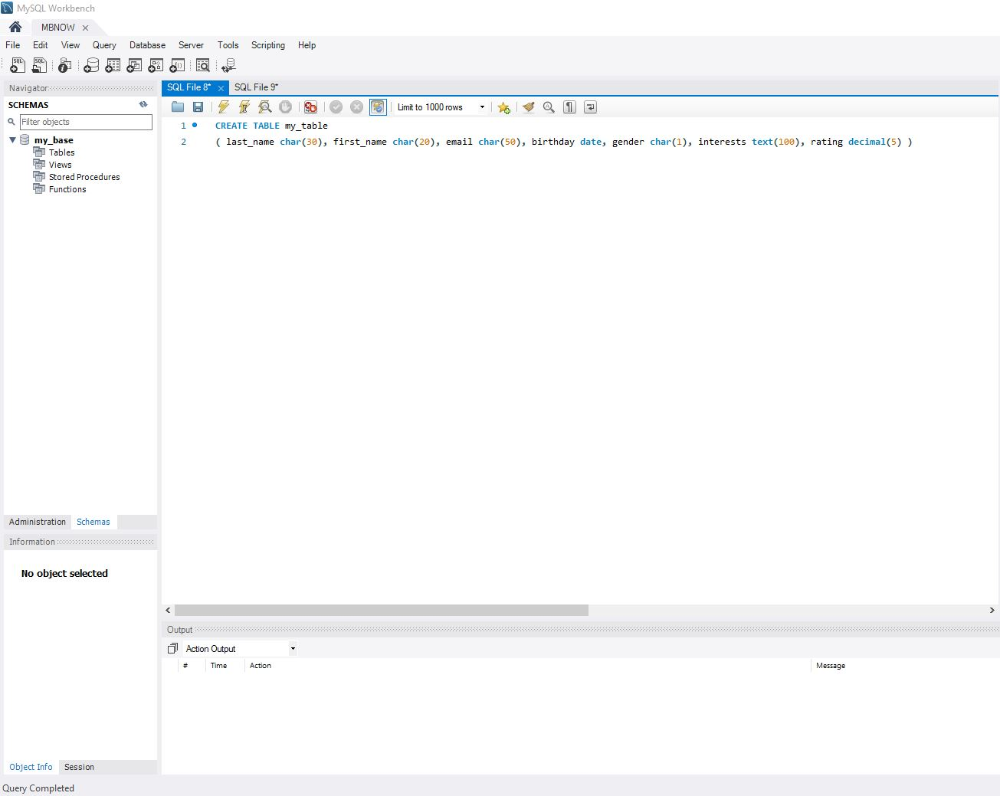 MySQL Workbench
MBNOW
File Edit View Query Database Server Tools Scripting Help
Navigator
SCHEMAS
Filter objects
my_base
Tables
Views
Stored Procedures
Functions
Administration Schemas
Information
No object selected
Object Info Session
SQL File 8* SQL File 9*
Limit to 1000 rows
1 CREATE TABLE my_table
2 ( last_name char(30), first_name char(20), email char(50), birthday date, gender char(1), interests text(100), rating decimal(5) )
Output
Action Output
# Time Action Message
Query Completed